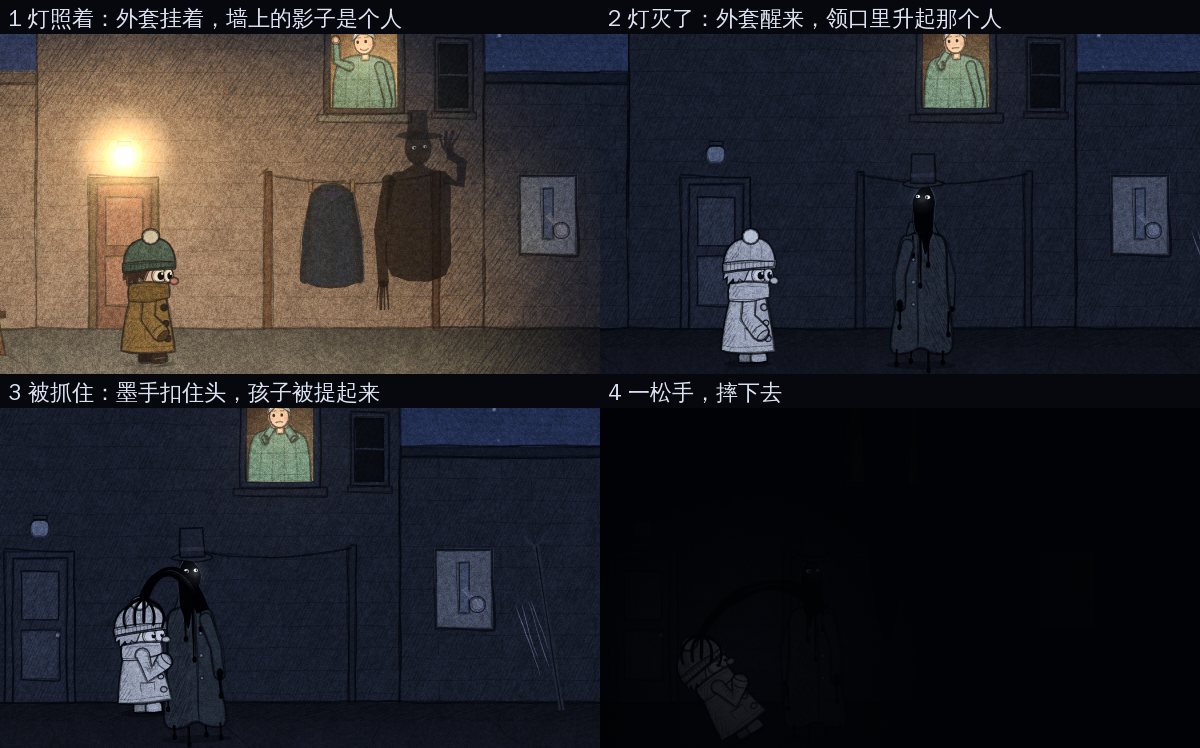 1 灯照着：外套挂着，墙上的影子是个人
2 灯灭了：外套醒来，领口里升起那个人
3 被抓住：墨手扣住头，孩子被提起来
4 一松手，摔下去